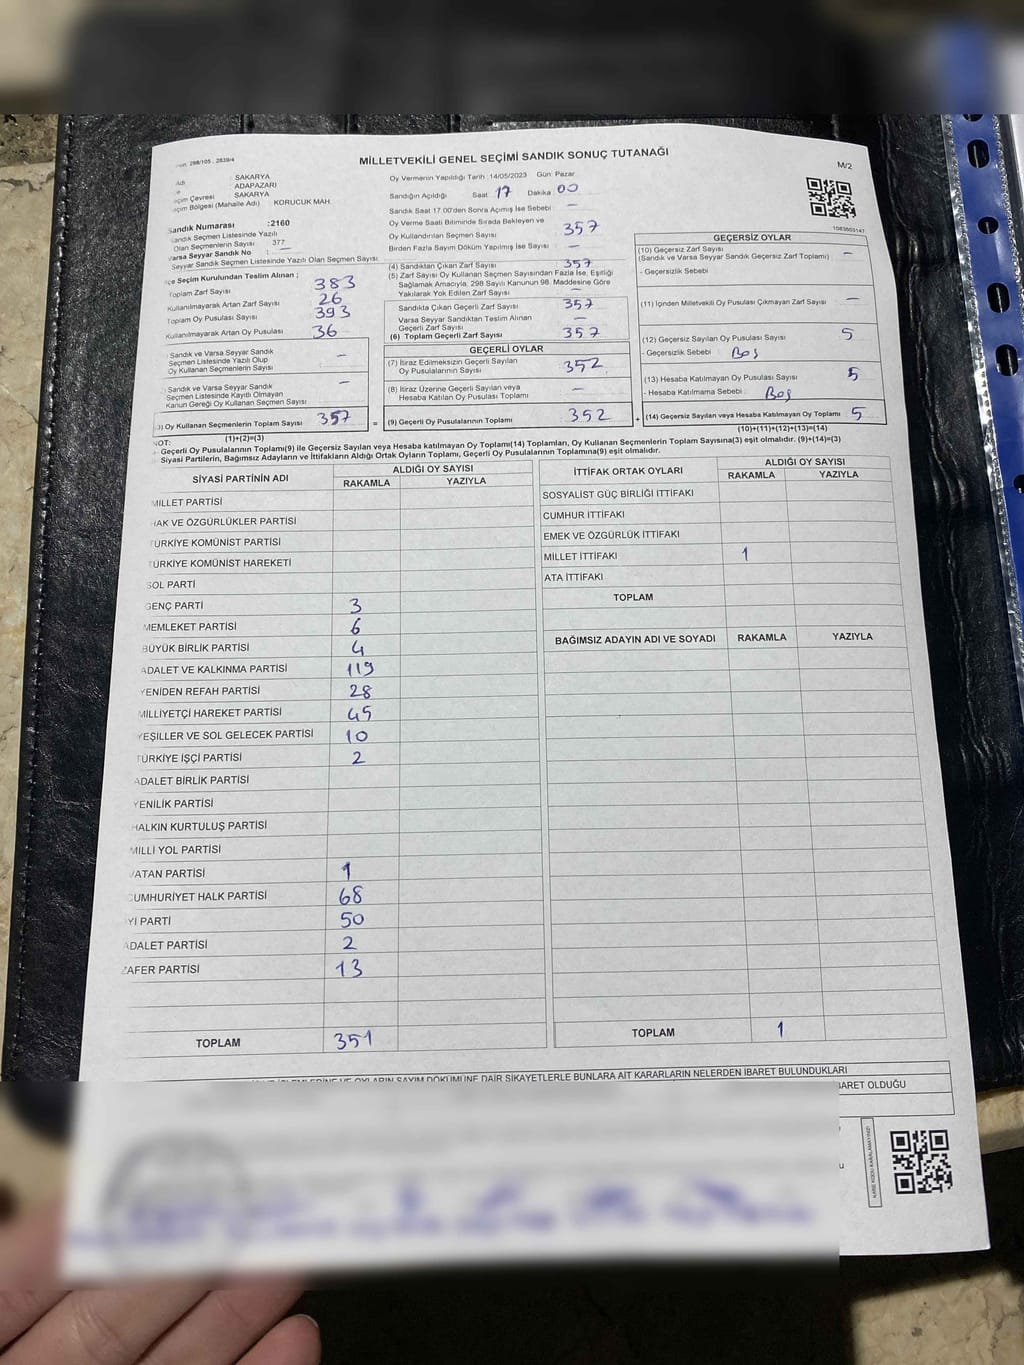 298/105 . 2839/4
MİLLETVEKİLİ GENEL SEÇİMİ SANDIK SONUÇ TUTANAĞI
M/2
: SAKARYA
ADAPAZARI
Seçim Çevresi : SAKARYA
Seçim Bölgesi (Mahalle Adı) KORUCUK MAH.
Sandık Numarası :2160
Sandık Seçmen Listesinde Yazılı
Olan Seçmenlerin Sayısı 377
Varsa Seyyar Sandık No : —
Seyyar Sandık Seçmen Listesinde Yazılı Olan Seçmen Sayısı:
Oy Vermenin Yapıldığı Tarih :14/05/2023 Gün: Pazar
Sandığın Açıldığı Saat 17 Dakika 00
Sandık Saat 17.00'den Sonra Açılmış İse Sebebi : —
Oy Verme Saati Bitiminde Sırada Bekleyen ve
Oy Kullandırılan Seçmen Sayısı 357
Birden Fazla Sayım Döküm Yapılmış İse Sayısı : —
1083003147
İlçe Seçim Kurulundan Teslim Alınan ;
Toplam Zarf Sayısı 383
Kullanılmayarak Artan Zarf Sayısı 26
Toplam Oy Pusulası Sayısı 393
Kullanılmayarak Artan Oy Pusulası 36
Sandık ve Varsa Seyyar Sandık
Seçmen Listesinde Yazılı Olup
Oy Kullanan Seçmenlerin Sayısı —
Sandık ve Varsa Seyyar Sandık
Seçmen Listesinde Kayıtlı Olmayan
Kanun Gereği Oy Kullanan Seçmen Sayısı —
(3) Oy Kullanan Seçmenlerin Toplam Sayısı 357
(1)+(2)=(3)
(4) Sandıktan Çıkan Zarf Sayısı 357
(5) Zarf Sayısı Oy Kullanan Seçmen Sayısından Fazla İse, Eşitliği
Sağlamak Amacıyla, 298 Sayılı Kanunun 98. Maddesine Göre
Yakılarak Yok Edilen Zarf Sayısı —
Sandıkta Çıkan Geçerli Zarf Sayısı 357
Varsa Seyyar Sandıktan Teslim Alınan
Geçerli Zarf Sayısı —
(6) Toplam Geçerli Zarf Sayısı 357
GEÇERLİ OYLAR
(7) İtiraz Edilmeksizin Geçerli Sayılan
Oy Pusulalarının Sayısı 352
(8) İtiraz Üzerine Geçerli Sayılan veya
Hesaba Katılan Oy Pusulası Toplamı —
= (9) Geçerli Oy Pusulalarının Toplamı 352
GEÇERSİZ OYLAR
(10) Geçersiz Zarf Sayısı
(Sandık ve Varsa Seyyar Sandık Geçersiz Zarf Toplamı) —
- Geçersizlik Sebebi
(11) İçinden Milletvekili Oy Pusulası Çıkmayan Zarf Sayısı —
(12) Geçersiz Sayılan Oy Pusulası Sayısı 5
- Geçersizlik Sebebi Boş
(13) Hesaba Katılmayan Oy Pusulası Sayısı 5
- Hesaba Katılmama Sebebi Boş
+ (14) Geçersiz Sayılan veya Hesaba Katılmayan Oy Toplamı 5
(10)+(11)+(12)+(13)=(14)
NOT:
Geçerli Oy Pusulalarının Toplamı(9) ile Geçersiz Sayılan veya Hesaba katılmayan Oy Toplamı(14) Toplamları, Oy Kullanan Seçmenlerin Toplam Sayısına(3) eşit olmalıdır. (9)+(14)=(3)
Siyasi Partilerin, Bağımsız Adayların ve İttifakların Aldığı Ortak Oyların Toplamı, Geçerli Oy Pusulalarının Toplamına(9) eşit olmalıdır.
SİYASİ PARTİNİN ADI ALDIĞI OY SAYISI
RAKAMLA YAZIYLA
MİLLET PARTİSİ
HAK VE ÖZGÜRLÜKLER PARTİSİ
TÜRKİYE KOMÜNİST PARTİSİ
TÜRKİYE KOMÜNİST HAREKETİ
SOL PARTİ
GENÇ PARTİ 3
MEMLEKET PARTİSİ 6
BÜYÜK BİRLİK PARTİSİ 4
ADALET VE KALKINMA PARTİSİ 119
YENİDEN REFAH PARTİSİ 28
MİLLİYETÇİ HAREKET PARTİSİ 45
YEŞİLLER VE SOL GELECEK PARTİSİ 10
TÜRKİYE İŞÇİ PARTİSİ 2
ADALET BİRLİK PARTİSİ
YENİLİK PARTİSİ
HALKIN KURTULUŞ PARTİSİ
MİLLİ YOL PARTİSİ
VATAN PARTİSİ 1
CUMHURİYET HALK PARTİSİ 68
İYİ PARTİ 50
ADALET PARTİSİ 2
ZAFER PARTİSİ 13
TOPLAM 351
İTTİFAK ORTAK OYLARI ALDIĞI OY SAYISI
RAKAMLA YAZIYLA
SOSYALİST GÜÇ BİRLİĞİ İTTİFAKI
CUMHUR İTTİFAKI
EMEK VE ÖZGÜRLÜK İTTİFAKI
MİLLET İTTİFAKI 1
ATA İTTİFAKI
TOPLAM
BAĞIMSIZ ADAYIN ADI VE SOYADI RAKAMLA YAZIYLA
TOPLAM 1
İŞLEMLERİNE VE OYLARIN SAYIM DÖKÜMÜNE DAİR ŞİKAYETLERLE BUNLARA AİT KARARLARIN NELERDEN İBARET BULUNDUKLARI
İBARET OLDUĞU